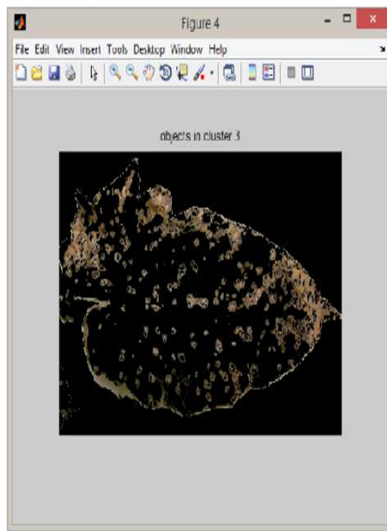 Figure 4
File Edit View Insert Tools Desktop Window Help
objects in cluster 3